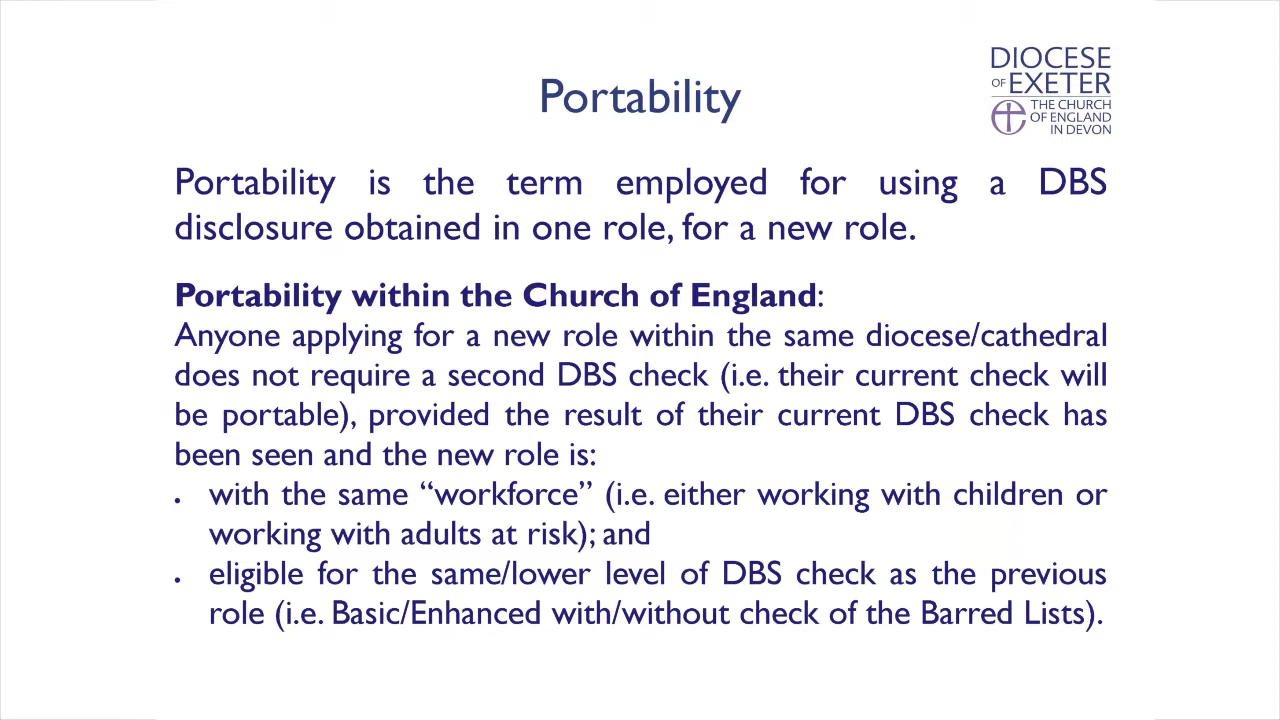 DIOCESE
OF EXETER
THE CHURCH
OF ENGLAND
IN DEVON
Portability
Portability is the term employed for using a DBS
disclosure obtained in one role, for a new role.
Portability within the Church of England:
Anyone applying for a new role within the same diocese/cathedral
does not require a second DBS check (i.e. their current check will
be portable), provided the result of their current DBS check has
been seen and the new role is:
• with the same “workforce” (i.e. either working with children or
working with adults at risk); and
• eligible for the same/lower level of DBS check as the previous
role (i.e. Basic/Enhanced with/without check of the Barred Lists).